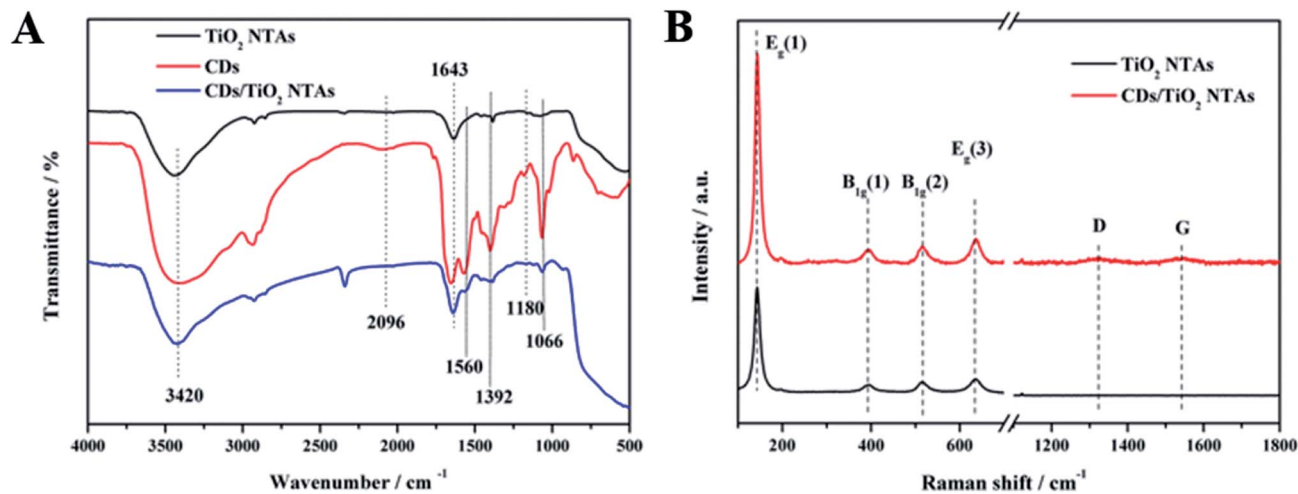 A
TiO₂ NTAs
CDs
CDs/TiO₂ NTAs
1643
2096
1180
1066
1560
3420
1392
Transmittance / %
4000 3500 3000 2500 2000 1500 1000 500
Wavenumber / cm⁻¹
B
E_g(1)
TiO₂ NTAs
CDs/TiO₂ NTAs
E_g(3)
B₁g(1) B₁g(2)
D G
Intensity / a.u.
200 400 600 1200 1400 1600 1800
Raman shift / cm⁻¹